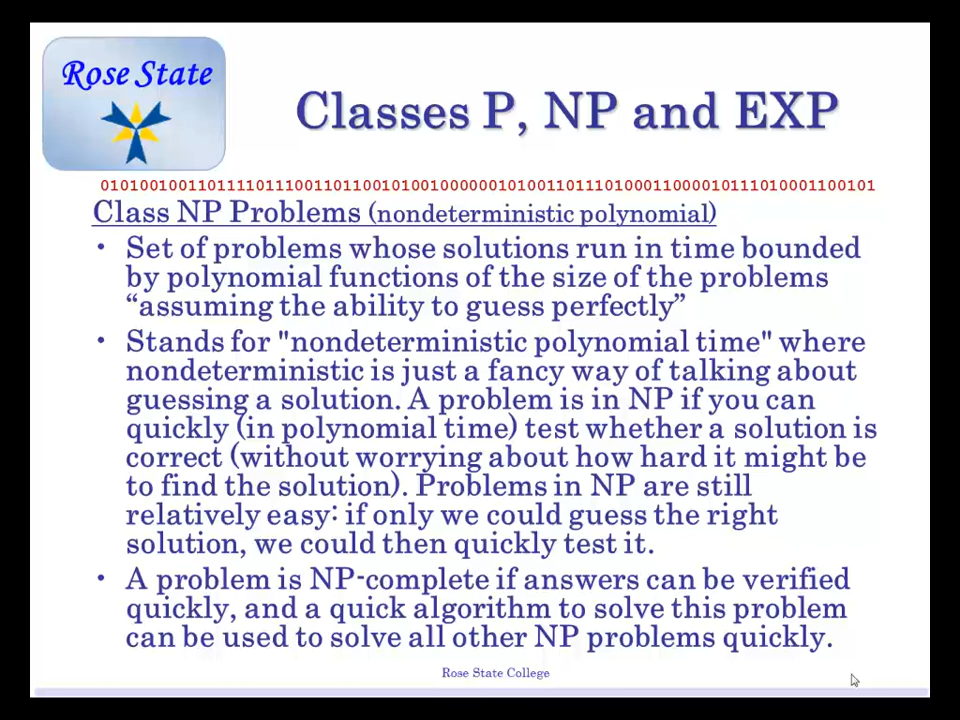 Rose State
Classes P, NP and EXP
01010010011011110111001101100101001000000101001101110100011000010111010001100101
Class NP Problems (nondeterministic polynomial)
• Set of problems whose solutions run in time bounded
by polynomial functions of the size of the problems
“assuming the ability to guess perfectly”
• Stands for "nondeterministic polynomial time" where
nondeterministic is just a fancy way of talking about
guessing a solution. A problem is in NP if you can
quickly (in polynomial time) test whether a solution is
correct (without worrying about how hard it might be
to find the solution). Problems in NP are still
relatively easy: if only we could guess the right
solution, we could then quickly test it.
• A problem is NP-complete if answers can be verified
quickly, and a quick algorithm to solve this problem
can be used to solve all other NP problems quickly.
Rose State College